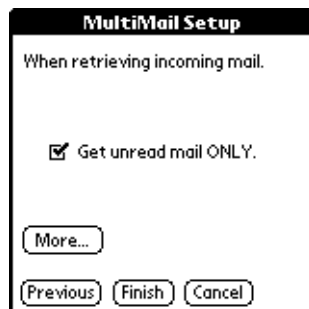 MultiMail Setup
When retrieving incoming mail.
Get unread mail ONLY.
More...
Previous Finish Cancel